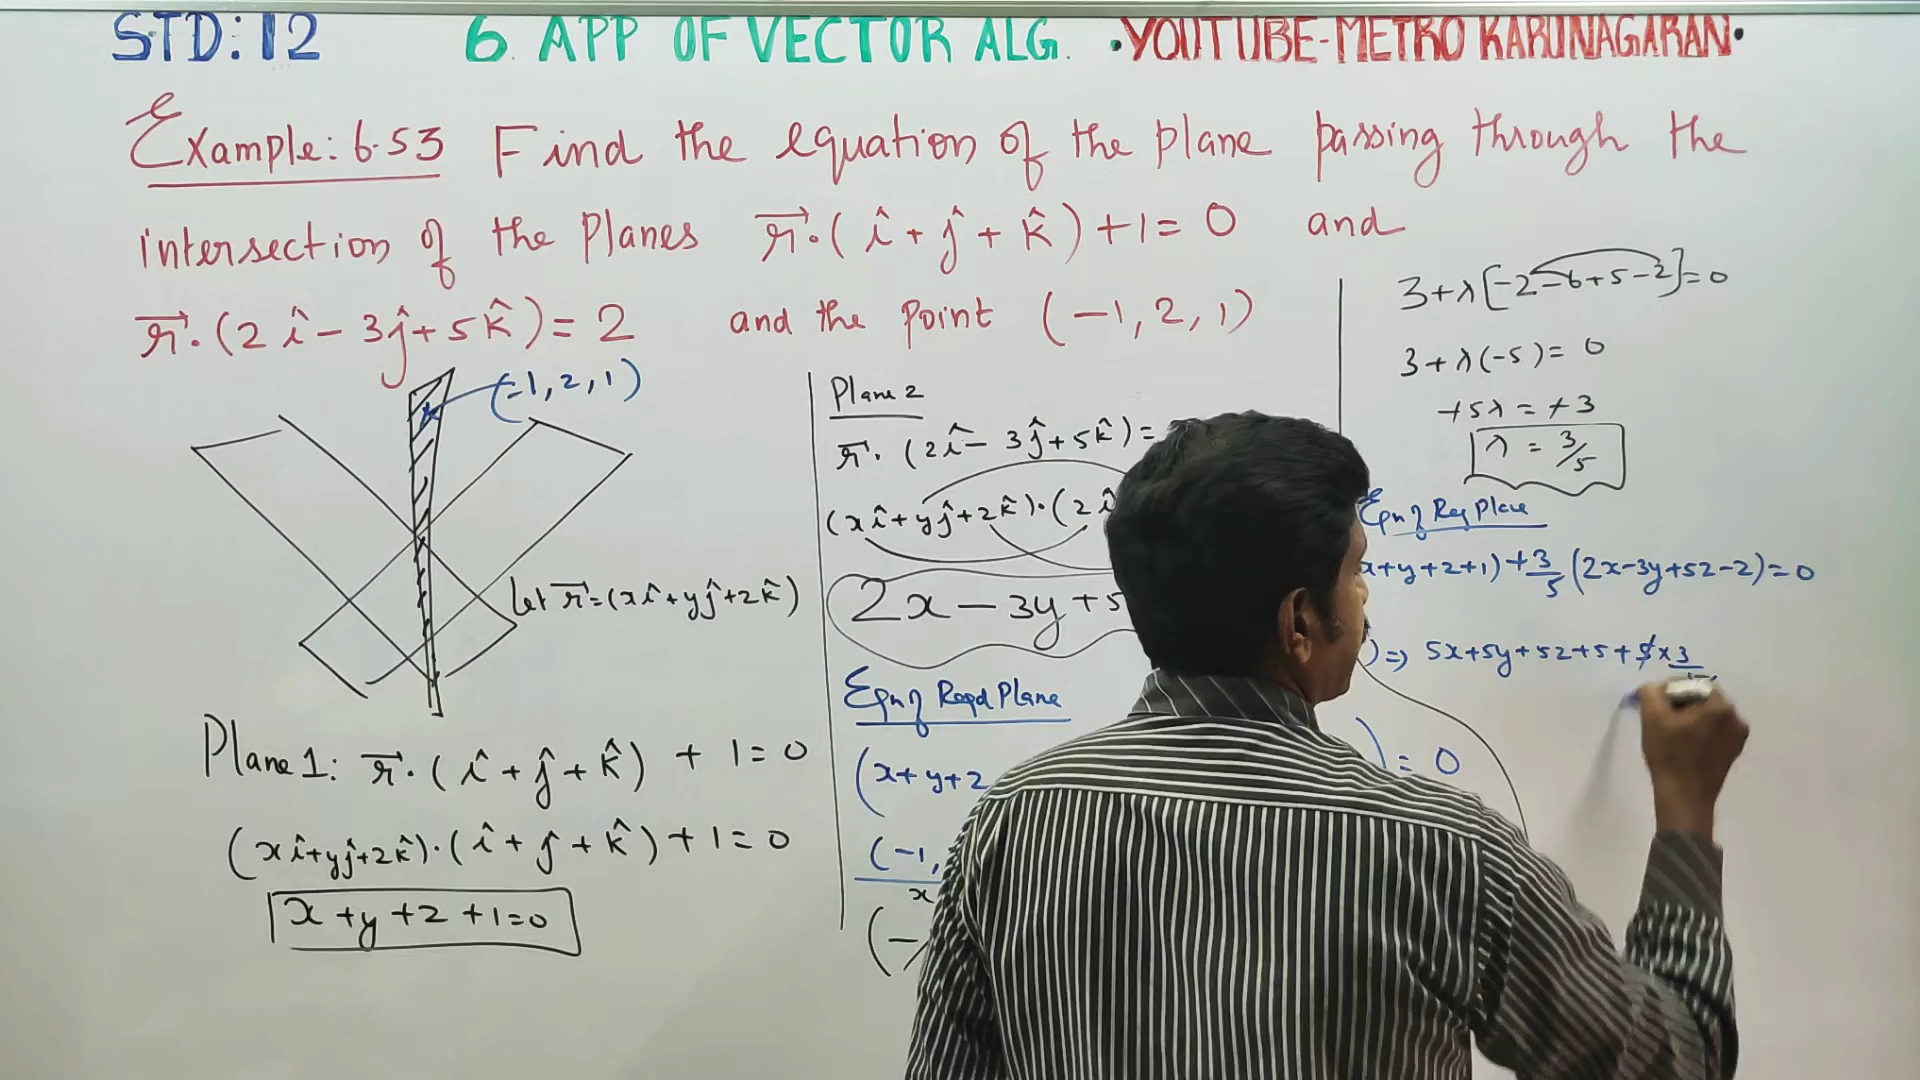 STD:12 6. APP OF VECTOR ALG. •YOUTUBE-METRO KARUNAGARAN•
Example: 6.53 Find the equation of the plane passing through the
intersection of the Planes r⃗.(î+ĵ+k̂)+1=0 and
r⃗.(2î-3ĵ+5k̂)=2 and the Point (-1,2,1)
(-1,2,1)
Let r⃗=(xî+yĵ+zk̂)
Plane 1: r⃗.(î+ĵ+k̂) + 1=0
(xî+yĵ+zk̂).(î+ĵ+k̂)+1=0
x+y+z+1=0
Plane 2
r⃗.(2î-3ĵ+5k̂)=
(xî+yĵ+zk̂).(2î
2x-3y+5
Eqn of Reqd Plane
(x+y+z )=0
(-1,
x
(-1
3+λ[-2-6+5-2]=0
3+λ(-5)=0
+5λ=+3
λ=3/5
Eqn of Req Plane
x+y+z+1)+3/5(2x-3y+5z-2)=0
)⇒ 5x+5y+5z+5+5×3